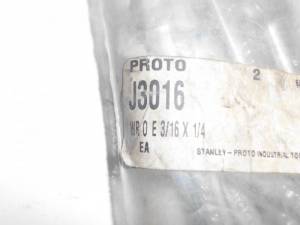 PROTO 2
J3016
WR O E 3/16 X 1/4
EA
STANLEY-PROTO INDUSTRIAL TOO